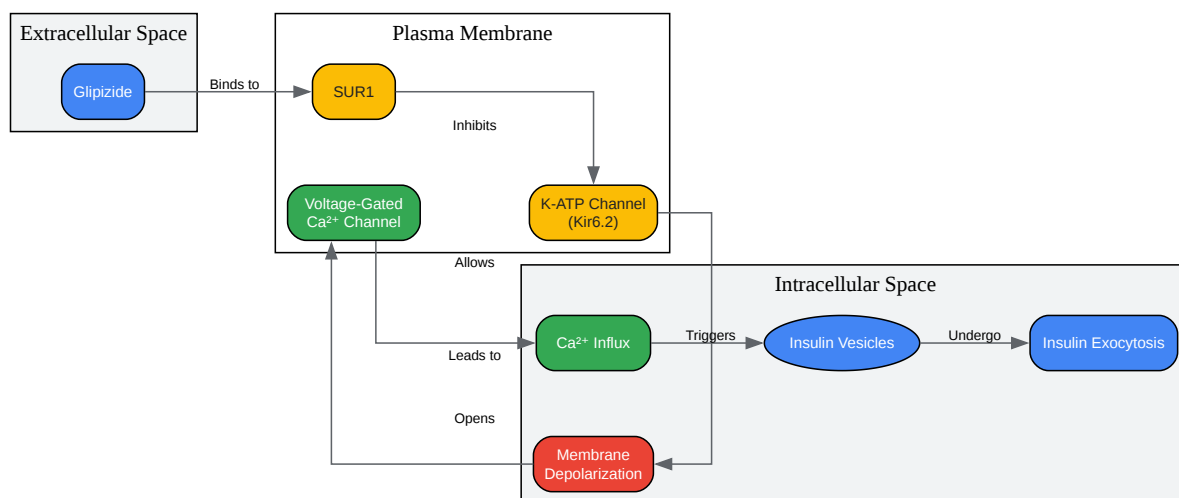 Extracellular Space
Plasma Membrane
Glipizide
Binds to
SUR1
Inhibits
Voltage-Gated
Ca²⁺ Channel
K-ATP Channel
(Kir6.2)
Allows
Intracellular Space
Ca²⁺ Influx
Triggers
Insulin Vesicles
Undergo
Insulin Exocytosis
Leads to
Opens
Membrane
Depolarization